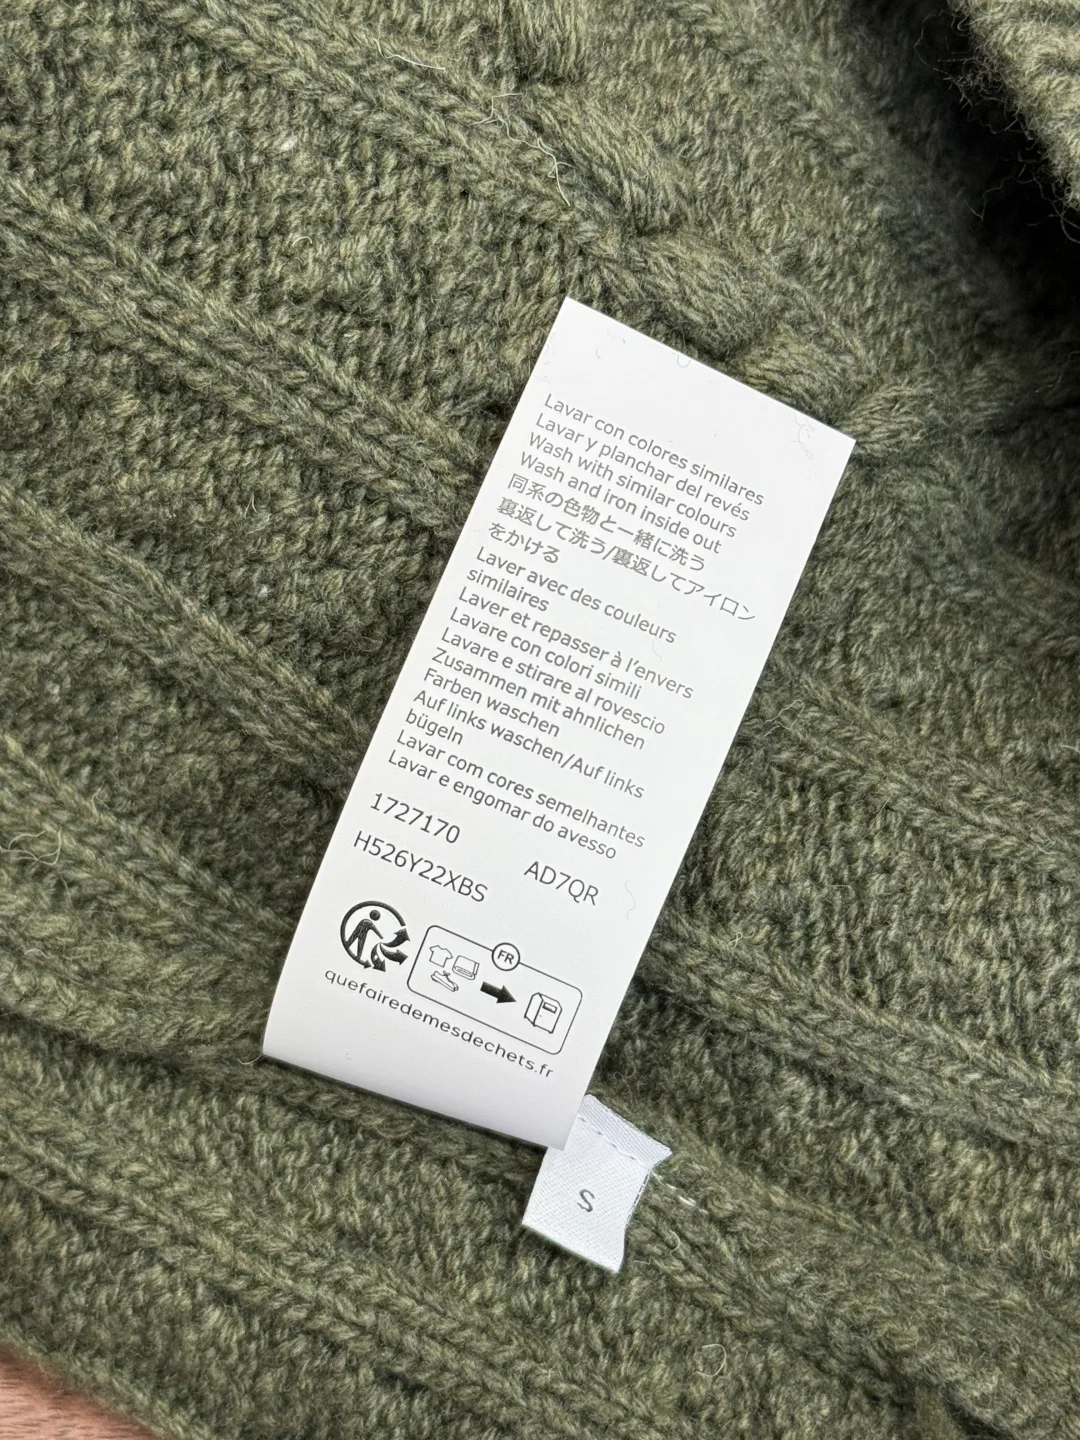 Lavar con colores similares
Lavar y planchar del revés
Wash with similar colours
Wash and iron inside out
同系の色物と一緒に洗う
裏返して洗う/裏返してアイロン
をかける
Laver avec des couleurs
similaires
Laver et repasser à l'envers
Lavare con colori simili
Lavare e stirare al rovescio
Zusammen mit ahnlichen
Farben waschen
Auf links waschen/Auf links
bügeln
Lavar com cores semelhantes
Lavar e engomar do avesso
1727170
H526Y22XBS AD7QR
FR
quefairedemesdechets.fr
S